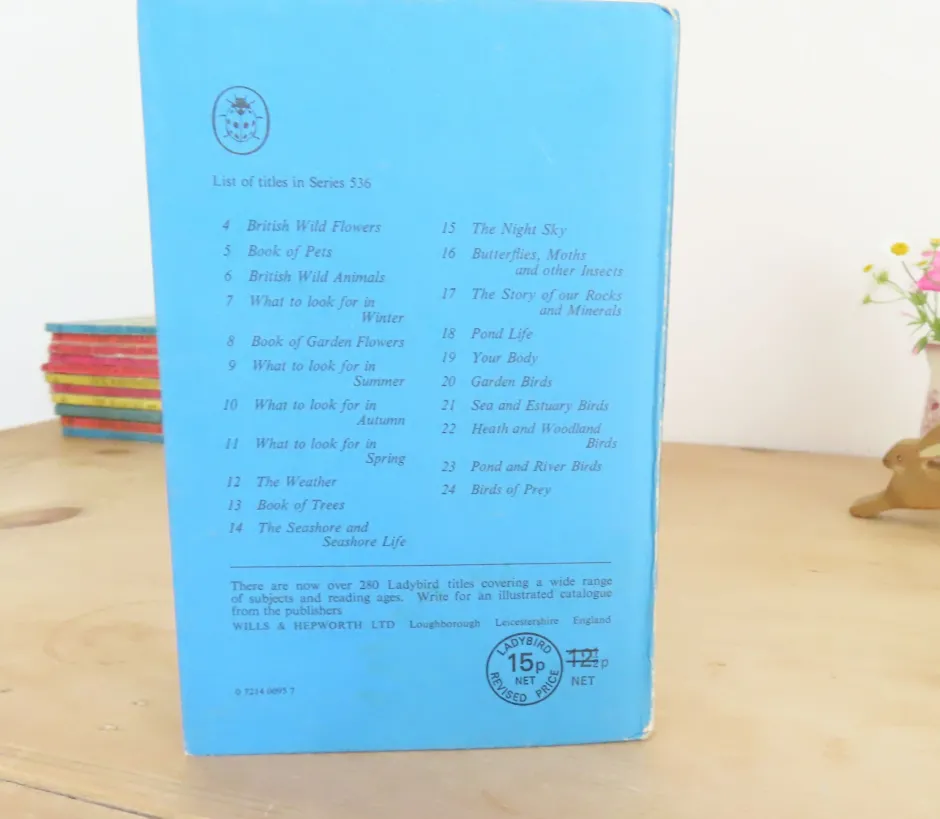 List of titles in Series 536
4 British Wild Flowers
5 Book of Pets
6 British Wild Animals
7 What to look for in
Winter
8 Book of Garden Flowers
9 What to look for in
Summer
10 What to look for in
Autumn
11 What to look for in
Spring
12 The Weather
13 Book of Trees
14 The Seashore and
Seashore Life
15 The Night Sky
16 Butterflies, Moths
and other Insects
17 The Story of our Rocks
and Minerals
18 Pond Life
19 Your Body
20 Garden Birds
21 Sea and Estuary Birds
22 Heath and Woodland
Birds
23 Pond and River Birds
24 Birds of Prey
There are now over 280 Ladybird titles covering a wide range
of subjects and reading ages. Write for an illustrated catalogue
from the publishers
WILLS & HEPWORTH LTD Loughborough Leicestershire England
LADYBIRD
15p
NET
REVISED PRICE
12½p
NET
0 7214 0095 7